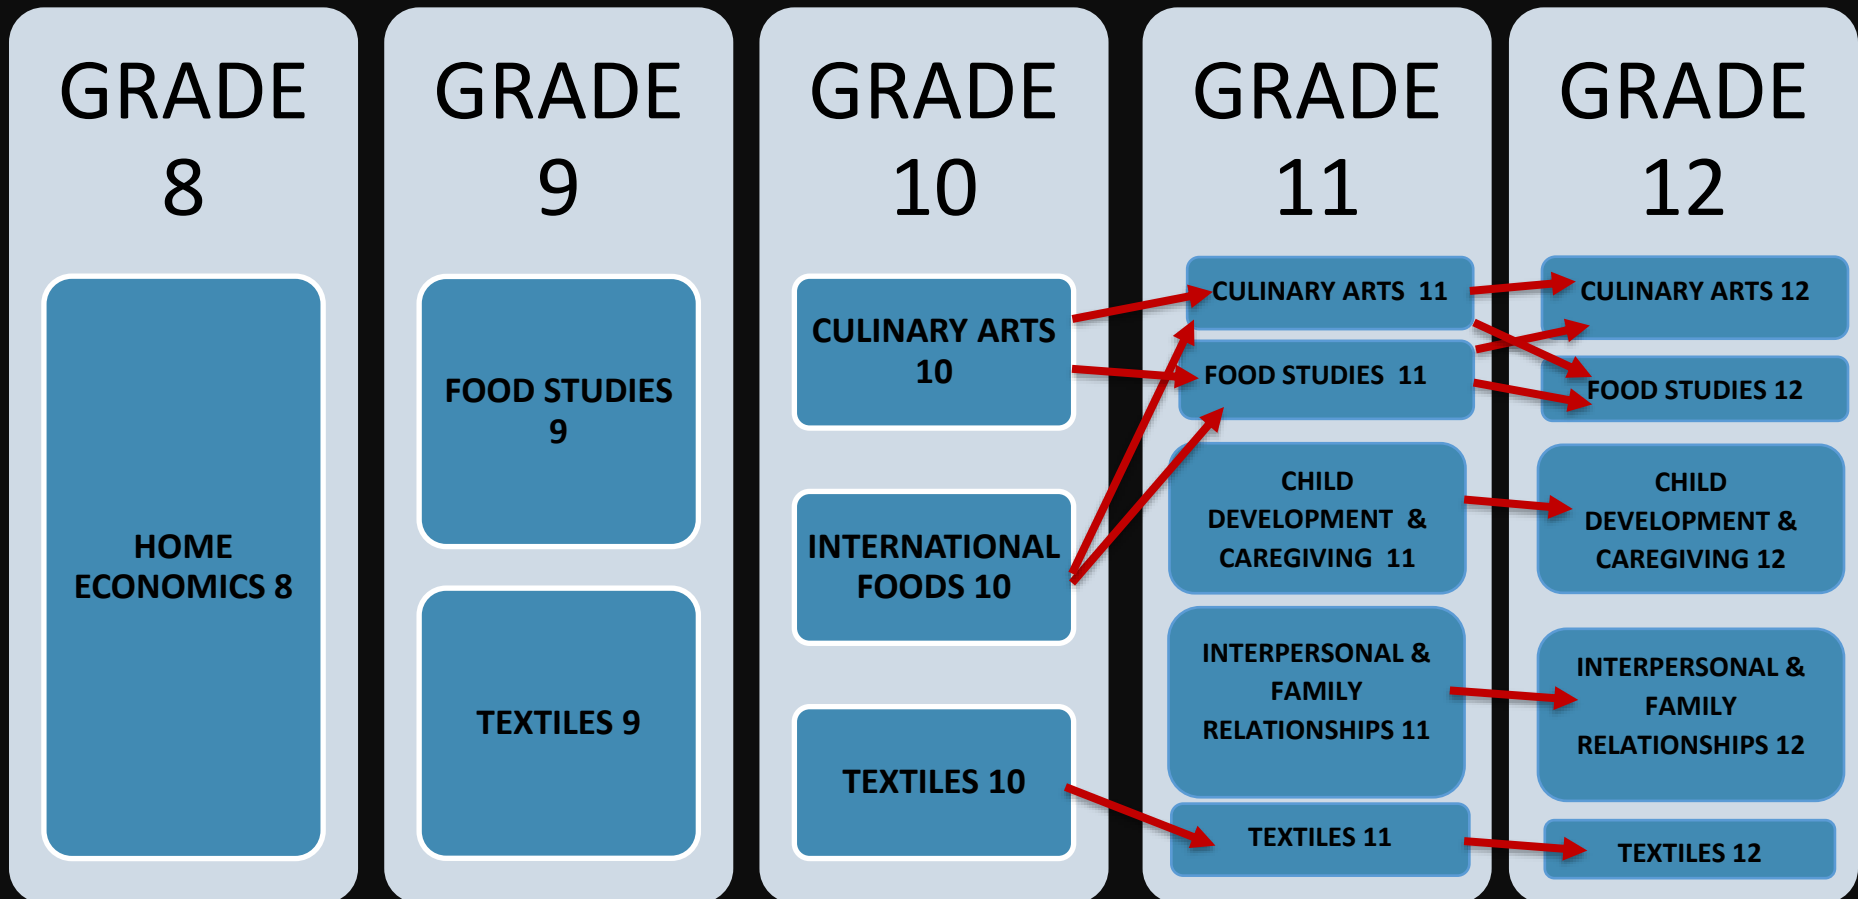 GRADE
8
HOME
ECONOMICS 8
GRADE
9
FOOD STUDIES
9
TEXTILES 9
GRADE
10
CULINARY ARTS
10
INTERNATIONAL
FOODS 10
TEXTILES 10
GRADE
11
CULINARY ARTS 11
FOOD STUDIES 11
CHILD
DEVELOPMENT &
CAREGIVING 11
INTERPERSONAL &
FAMILY
RELATIONSHIPS 11
TEXTILES 11
GRADE
12
CULINARY ARTS 12
FOOD STUDIES 12
CHILD
DEVELOPMENT &
CAREGIVING 12
INTERPERSONAL &
FAMILY
RELATIONSHIPS 12
TEXTILES 12